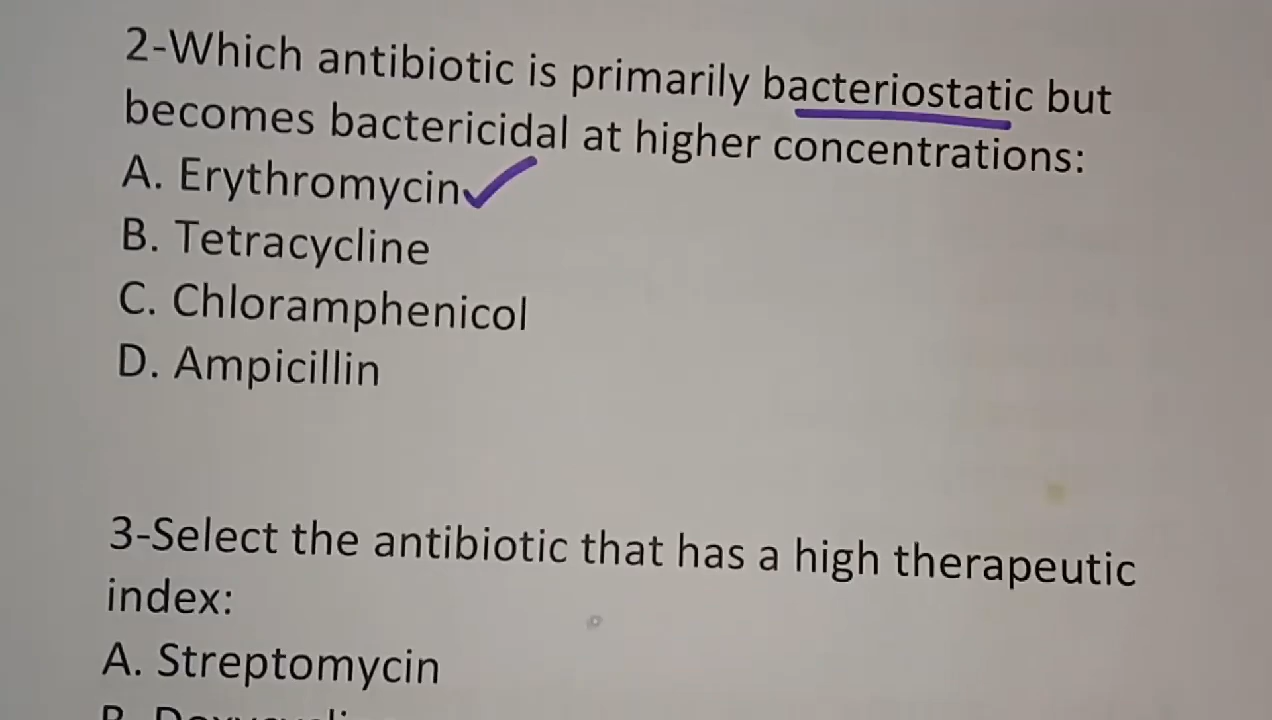 2-Which antibiotic is primarily bacteriostatic but
becomes bactericidal at higher concentrations:
A. Erythromycin
B. Tetracycline
C. Chloramphenicol
D. Ampicillin
3-Select the antibiotic that has a high therapeutic
index:
A. Streptomycin